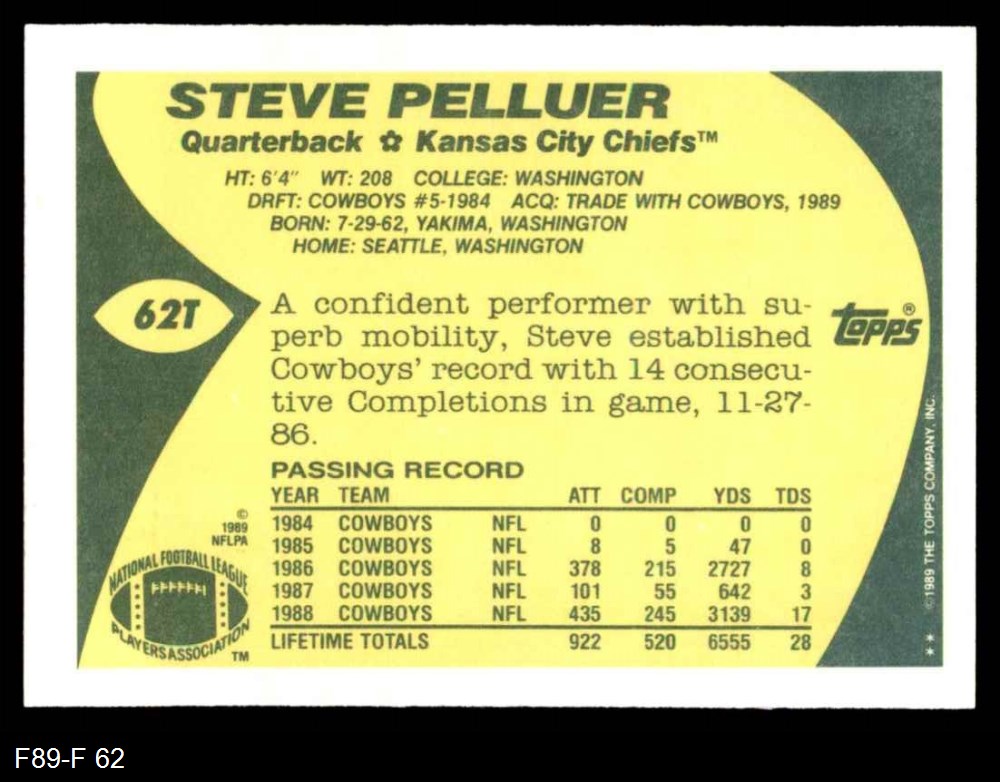 STEVE PELLUER
Quarterback ✿ Kansas City Chiefs™
HT: 6'4" WT: 208 COLLEGE: WASHINGTON
DRFT: COWBOYS #5-1984 ACQ: TRADE WITH COWBOYS, 1989
BORN: 7-29-62, YAKIMA, WASHINGTON
HOME: SEATTLE, WASHINGTON
62T
A confident performer with su-
perb mobility, Steve established
Cowboys' record with 14 consecu-
tive Completions in game, 11-27-
86.
topps®
PASSING RECORD
YEAR TEAM ATT COMP YDS TDS
1984 COWBOYS NFL 0 0 0 0
1985 COWBOYS NFL 8 5 47 0
1986 COWBOYS NFL 378 215 2727 8
1987 COWBOYS NFL 101 55 642 3
1988 COWBOYS NFL 435 245 3139 17
LIFETIME TOTALS 922 520 6555 28
©
1989
NFLPA
NATIONAL FOOTBALL LEAGUE
PLAYERS ASSOCIATION
TM
** ©1989 THE TOPPS COMPANY, INC.
F89-F 62